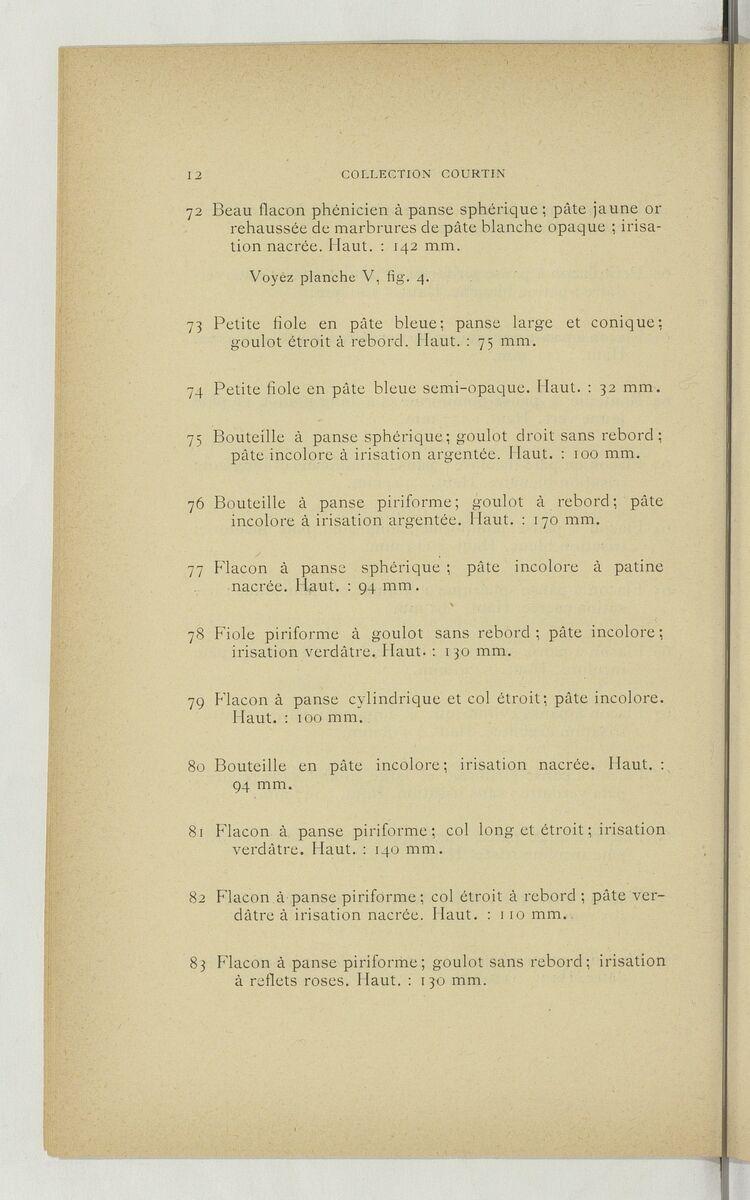 12 COLLECTION COURTIN
72 Beau flacon phénicien à panse sphérique ; pâte jaune or
rehaussée de marbrures de pâte blanche opaque ; irisa-
tion nacrée. Haut. : 142 mm.
Voyez planche V, fig. 4.
73 Petite fiole en pâte bleue ; panse large et conique ;
goulot étroit à rebord. Haut. : 75 mm.
74 Petite fiole en pâte bleue semi-opaque. Haut. : 32 mm.
75 Bouteille à panse sphérique ; goulot droit sans rebord ;
pâte incolore à irisation argentée. Haut. : 100 mm.
76 Bouteille à panse piriforme ; goulot à rebord ; pâte
incolore à irisation argentée. Haut. : 170 mm.
77 Flacon à panse sphérique ; pâte incolore à patine
nacrée. Haut. : 94 mm.
78 Fiole piriforme à goulot sans rebord ; pâte incolore ;
irisation verdâtre. Haut. : 130 mm.
79 Flacon à panse cylindrique et col étroit ; pâte incolore.
Haut. : 100 mm.
80 Bouteille en pâte incolore ; irisation nacrée. Haut. :
94 mm.
81 Flacon à panse piriforme ; col long et étroit ; irisation
verdâtre. Haut. : 140 mm.
82 Flacon à panse piriforme ; col étroit à rebord ; pâte ver-
dâtre à irisation nacrée. Haut. : 110 mm.
83 Flacon à panse piriforme ; goulot sans rebord ; irisation
à reflets roses. Haut. : 130 mm.